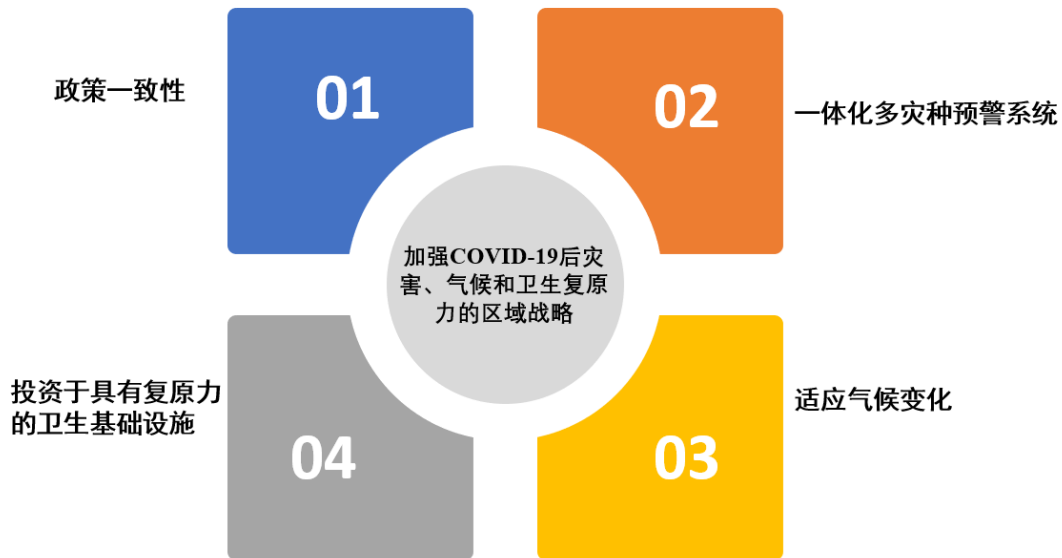 01
政策一致性
02
一体化多灾种预警系统
加强COVID-19后灾
害、气候和卫生复原
力的区域战略
投资于具有复原力
的卫生基础设施
04
适应气候变化
03